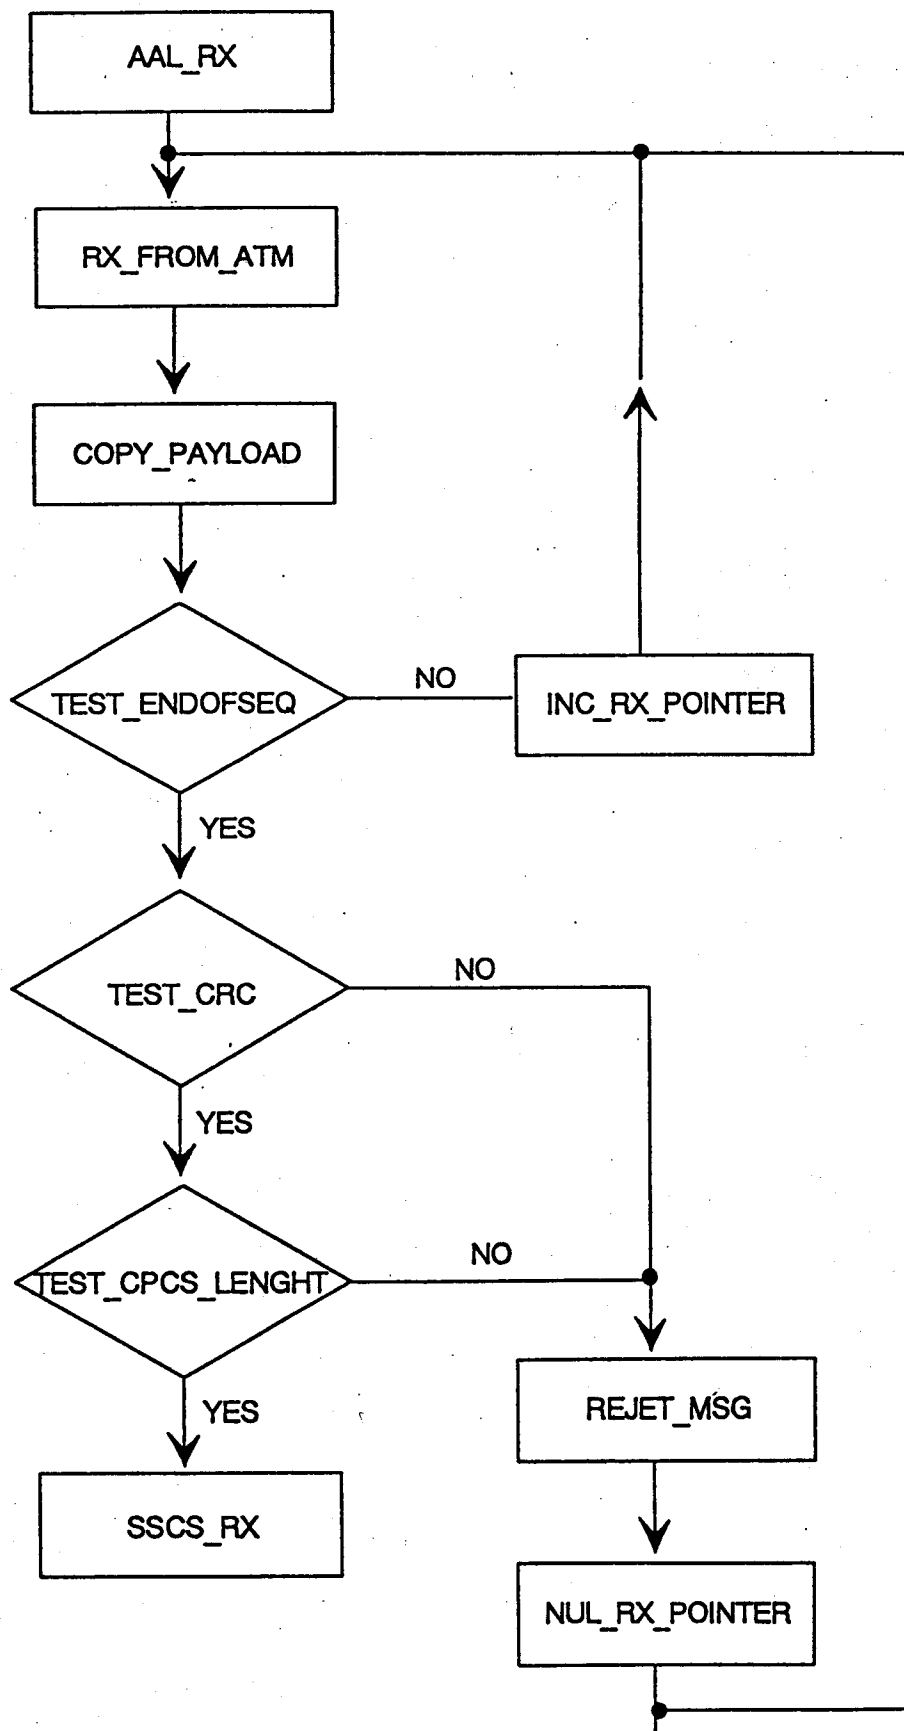 AAL_RX
RX_FROM_ATM
COPY_PAYLOAD
TEST_ENDOFSEQ
NO
INC_RX_POINTER
YES
TEST_CRC
NO
YES
TEST_CPCS_LENGHT
NO
YES
REJET_MSG
SSCS_RX
NUL_RX_POINTER